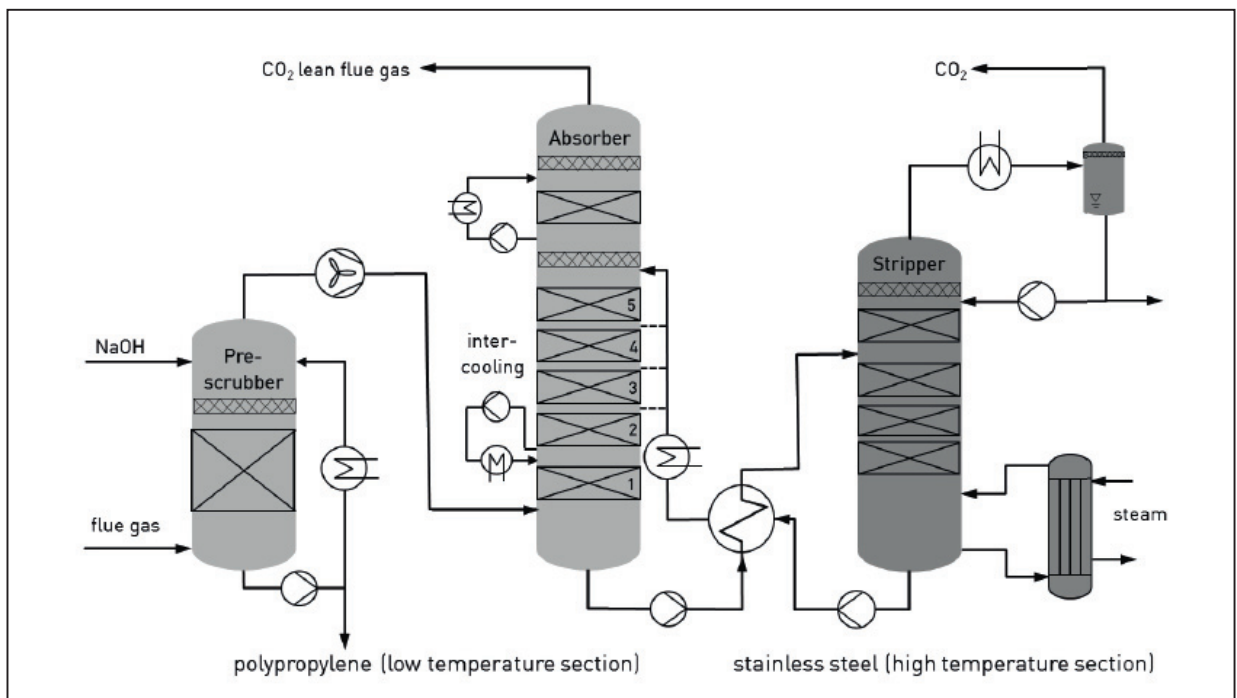 CO₂ lean flue gas
CO₂
Absorber
Stripper
NaOH
Pre-
scrubber
inter-
cooling
5
4
3
2
1
flue gas
steam
polypropylene (low temperature section)
stainless steel (high temperature section)